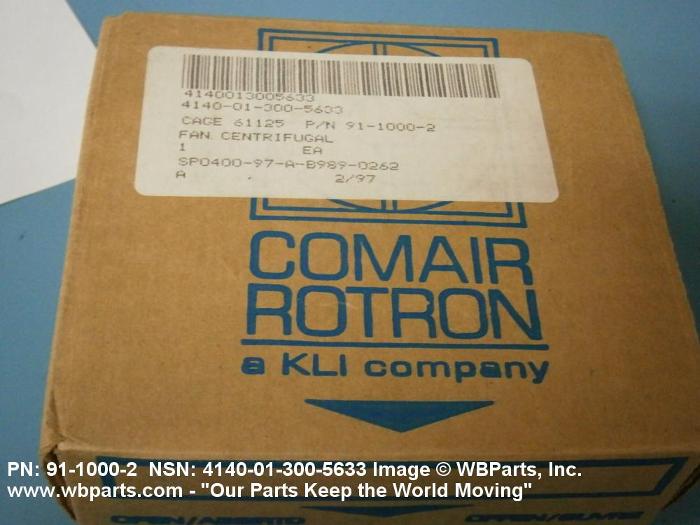 4140013005633
4140-01-300-5633
CAGE 61125 P/N 91-1000-2
FAN CENTRIFUGAL
1 EA
SP0400-97-A-B989-0262
A 2/97
COMAIR
ROTRON
a KLI company
PN: 91-1000-2 NSN: 4140-01-300-5633 Image © WBParts, Inc.
www.wbparts.com - "Our Parts Keep the World Moving"